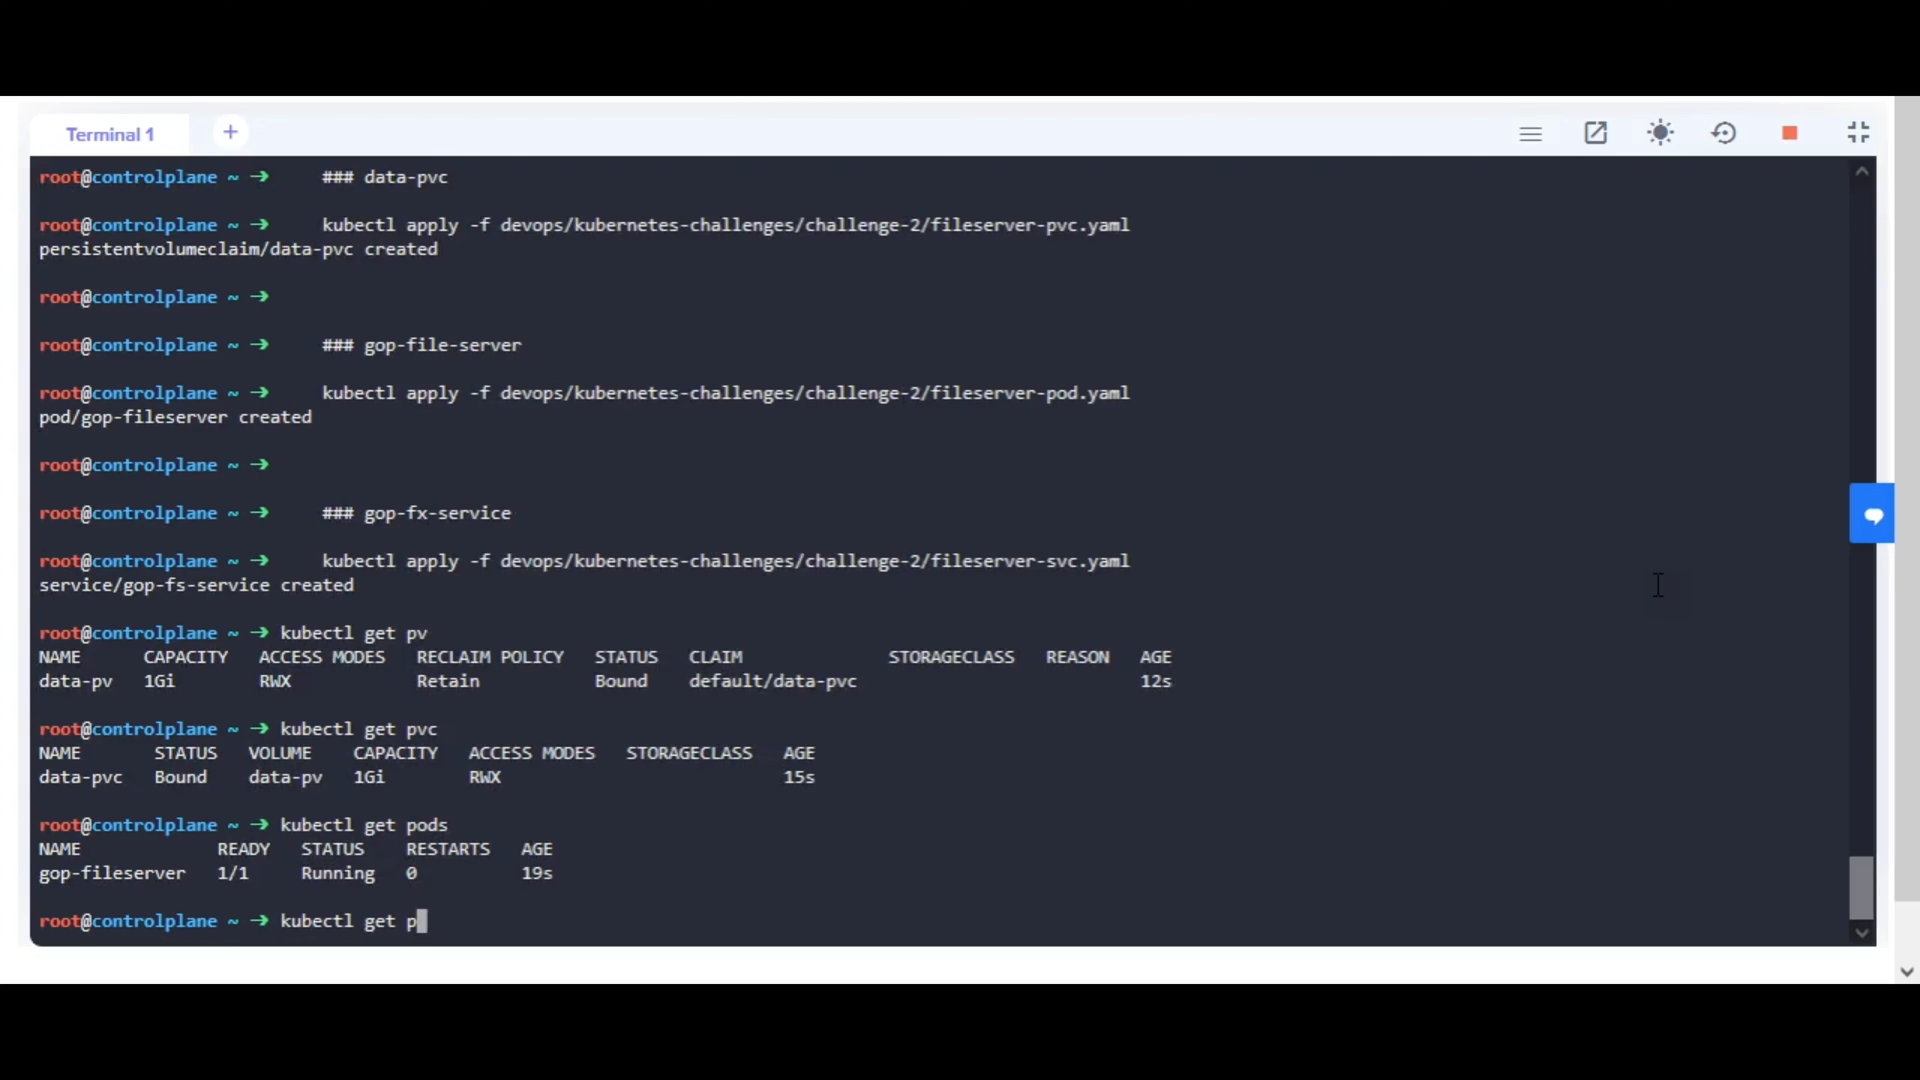 Terminal 1 +
root@controlplane ~ ➜ ### data-pvc
root@controlplane ~ ➜ kubectl apply -f devops/kubernetes-challenges/challenge-2/fileserver-pvc.yaml
persistentvolumeclaim/data-pvc created
root@controlplane ~ ➜
root@controlplane ~ ➜ ### gop-file-server
root@controlplane ~ ➜ kubectl apply -f devops/kubernetes-challenges/challenge-2/fileserver-pod.yaml
pod/gop-fileserver created
root@controlplane ~ ➜
root@controlplane ~ ➜ ### gop-fx-service
root@controlplane ~ ➜ kubectl apply -f devops/kubernetes-challenges/challenge-2/fileserver-svc.yaml
service/gop-fs-service created
root@controlplane ~ ➜ kubectl get pv
NAME CAPACITY ACCESS MODES RECLAIM POLICY STATUS CLAIM STORAGECLASS REASON AGE
data-pv 1Gi RWX Retain Bound default/data-pvc 12s
root@controlplane ~ ➜ kubectl get pvc
NAME STATUS VOLUME CAPACITY ACCESS MODES STORAGECLASS AGE
data-pvc Bound data-pv 1Gi RWX 15s
root@controlplane ~ ➜ kubectl get pods
NAME READY STATUS RESTARTS AGE
gop-fileserver 1/1 Running 0 19s
root@controlplane ~ ➜ kubectl get p